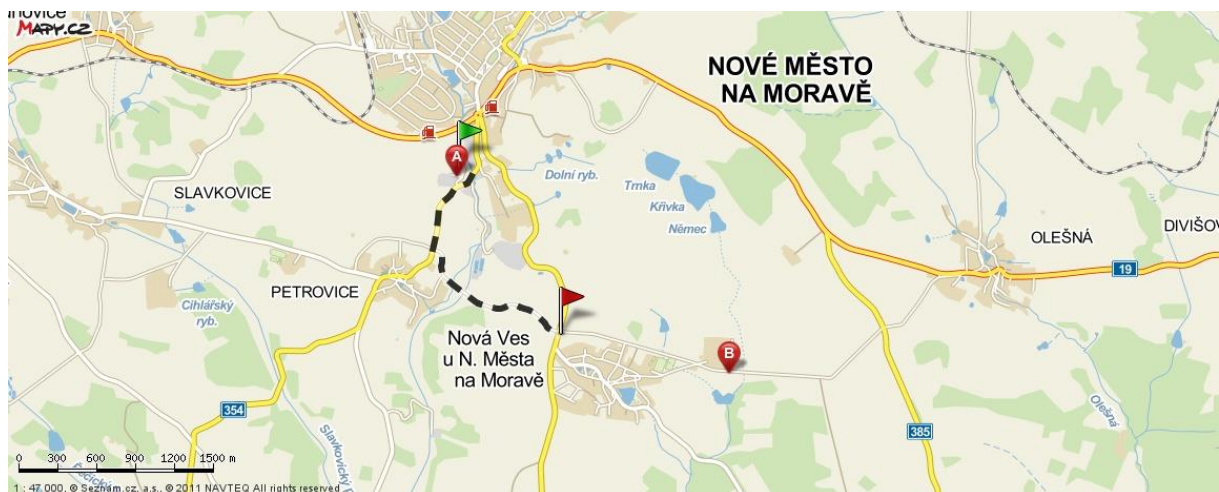 MAPY.CZ
NOVÉ MĚSTO
NA MORAVĚ
A
Dolní ryb.
Trnka
Křivka
Němec
SLAVKOVICE
OLEŠNÁ
DIVIŠOV
19
PETROVICE
Cihlářský
ryb.
Nová Ves
u N. Města
na Moravě
B
354
385
Olešná
Slavkovický
0 300 600 900 1200 1500 m
1 : 47 000, © Seznam.cz, a.s., © 2011 NAVTEQ All rights reserved